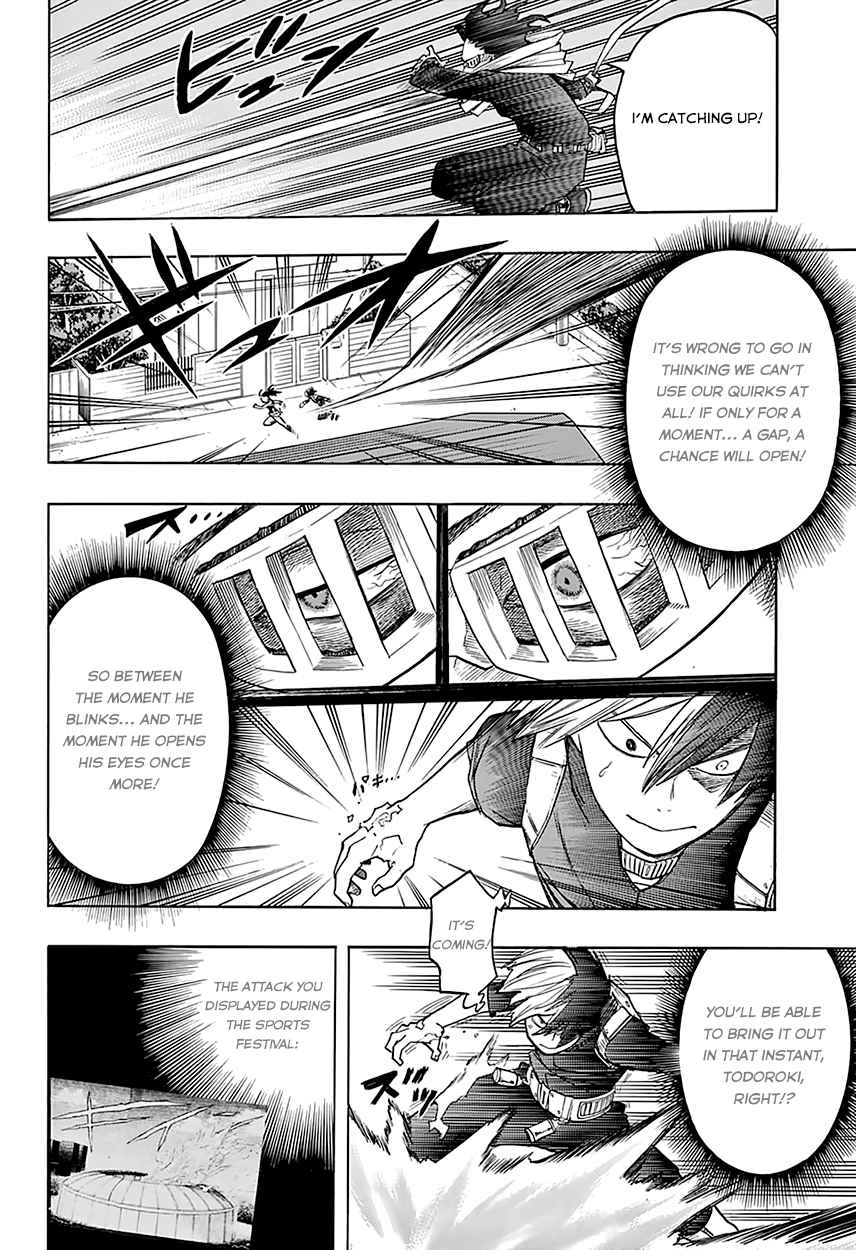 ビュン
I'M CATCHING UP!
ギュオ
IT'S WRONG TO GO IN
THINKING WE CAN'T
USE OUR QUIRKS AT
ALL! IF ONLY FOR A
MOMENT... A GAP, A
CHANCE WILL OPEN!
SO BETWEEN
THE MOMENT HE
BLINKS... AND THE
MOMENT HE OPENS
HIS EYES ONCE
MORE!
IT'S
COMING!
YOU'LL BE ABLE
TO BRING IT OUT
IN THAT INSTANT,
TODOROKI,
RIGHT!?
ズ
THE ATTACK YOU
DISPLAYED DURING
THE SPORTS
FESTIVAL: